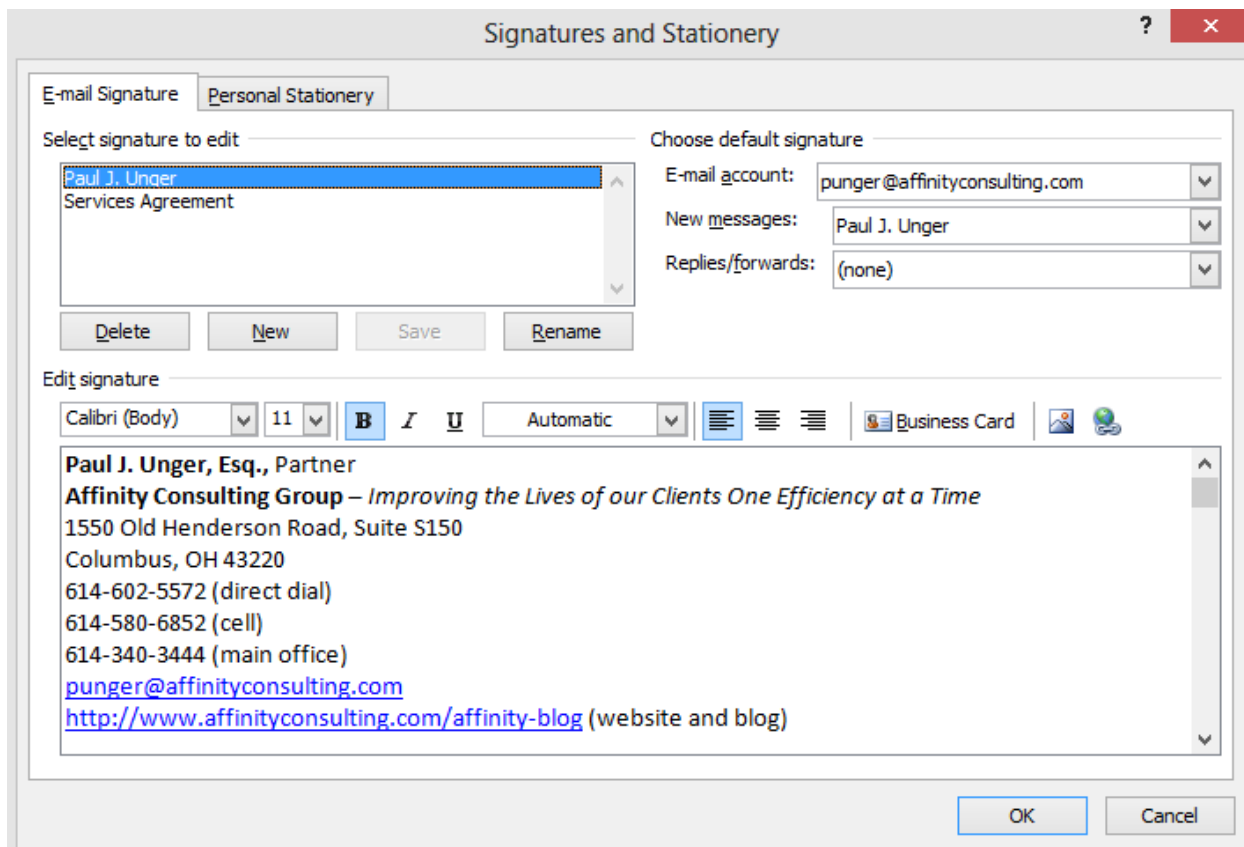 Signatures and Stationery ?
E-mail Signature Personal Stationery
Select signature to edit
Paul J. Unger
Services Agreement
Delete New Save Rename
Choose default signature
E-mail account: punger@affinityconsulting.com
New messages: Paul J. Unger
Replies/forwards: (none)
Edit signature
Calibri (Body) 11 B I U Automatic Business Card
Paul J. Unger, Esq., Partner
Affinity Consulting Group – Improving the Lives of our Clients One Efficiency at a Time
1550 Old Henderson Road, Suite S150
Columbus, OH 43220
614-602-5572 (direct dial)
614-580-6852 (cell)
614-340-3444 (main office)
punger@affinityconsulting.com
http://www.affinityconsulting.com/affinity-blog (website and blog)
OK Cancel